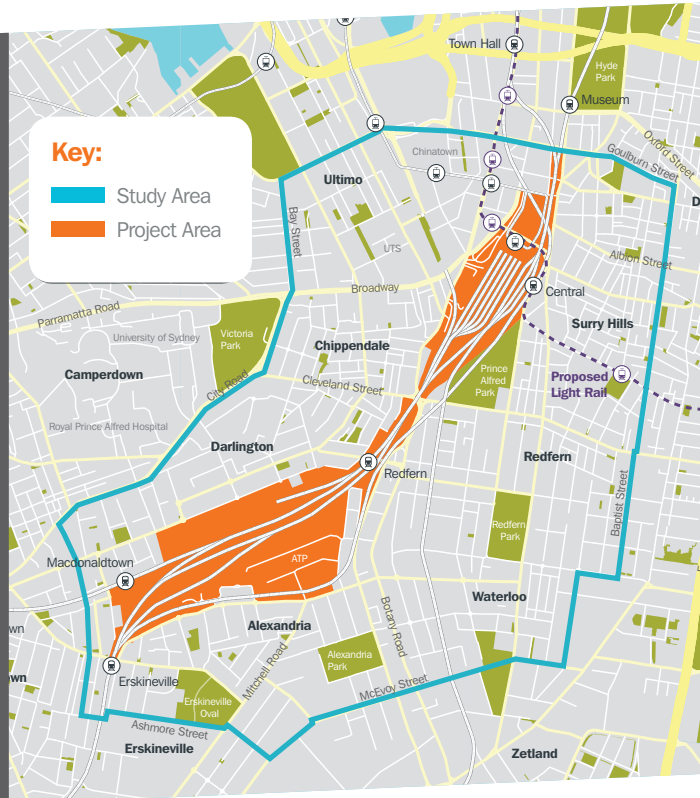 Town Hall
Hyde
Park
Museum
Oxford Street
Goulburn Street
Key:
Study Area
Project Area
Chinatown
Ultimo
Bay Street
UTS
Albion Street
Broadway
Central
Parramatta Road
University of Sydney
Victoria
Park
Surry Hills
Chippendale
Camperdown
City Road
Cleveland Street
Prince
Alfred
Park
Proposed
Light Rail
Royal Prince Alfred Hospital
Darlington
Redfern
Redfern
Baptist Street
Redfern
Park
Macdonaldtown
ATP
Waterloo
wn
Alexandria
Botany Road
Mitchell Road
Alexandria
Park
wn
Erskineville
McEvoy Street
Erskineville
Oval
Ashmore Street
Erskineville
Zetland
D